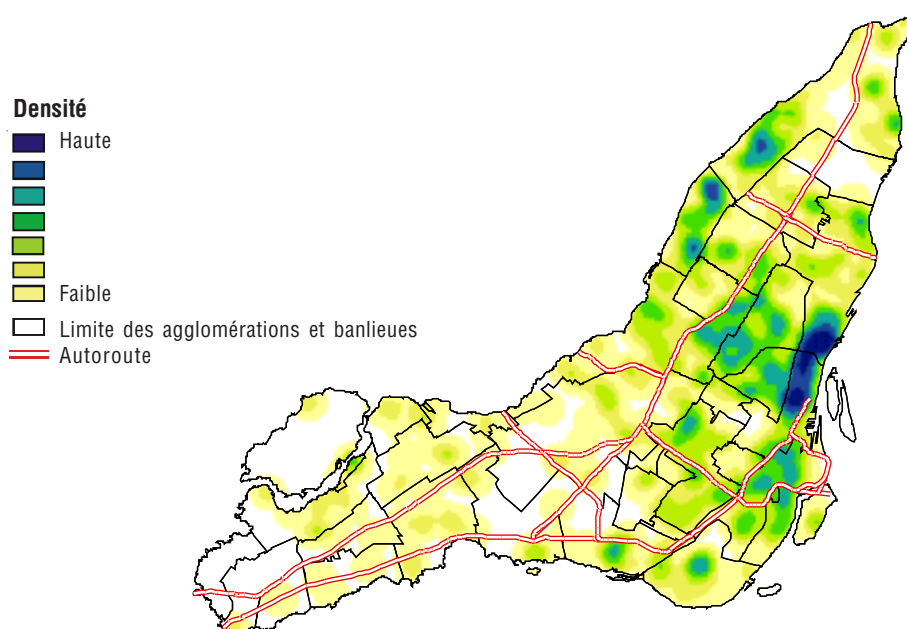 Densité
Haute
Faible
Limite des agglomérations et banlieues
Autoroute